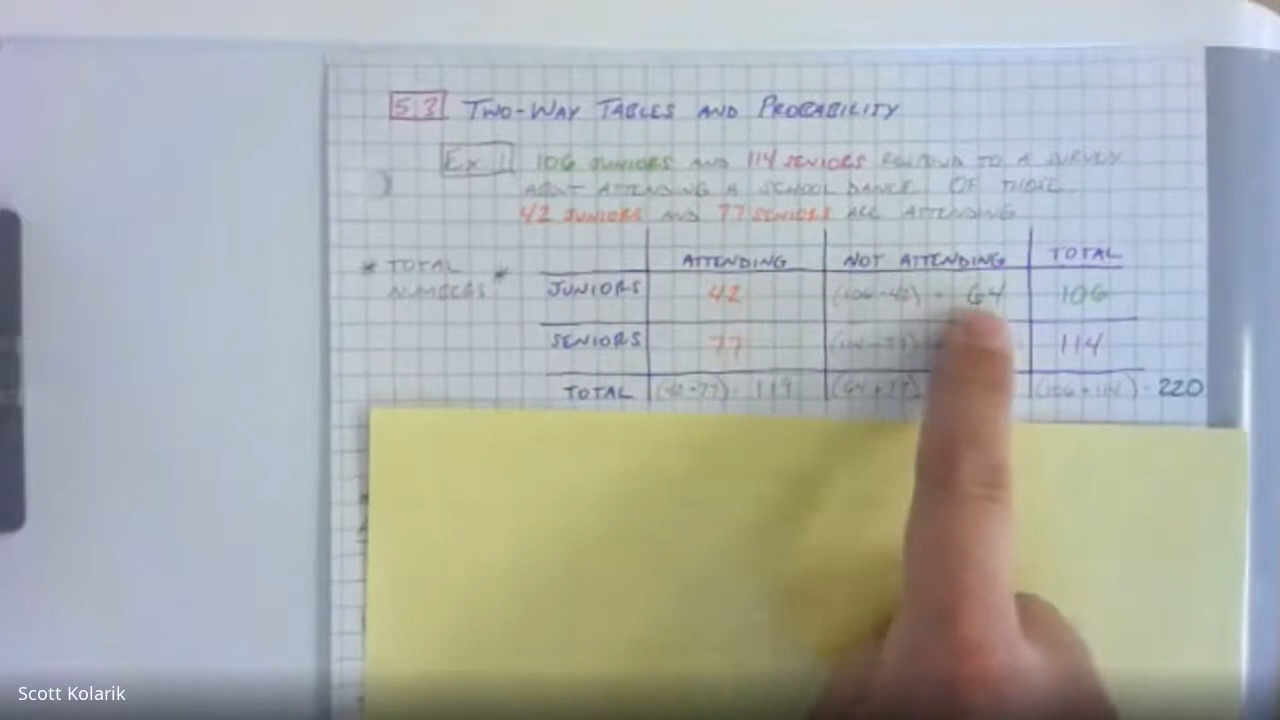 5.3 TWO-WAY TABLES AND PROBABILITY
Ex 1 106 JUNIORS AND 114 SENIORS RESPOND TO A SURVEY
ABOUT ATTENDING A SCHOOL DANCE. OF THOSE
42 JUNIORS AND 77 SENIORS ARE ATTENDING
ATTENDING NOT ATTENDING TOTAL
* TOTAL NUMBERS *
JUNIORS 42 (106-42) = 64 106
SENIORS 77 114
TOTAL (42+77) = 119 (64+37) (106+114) = 220
Scott Kolarik